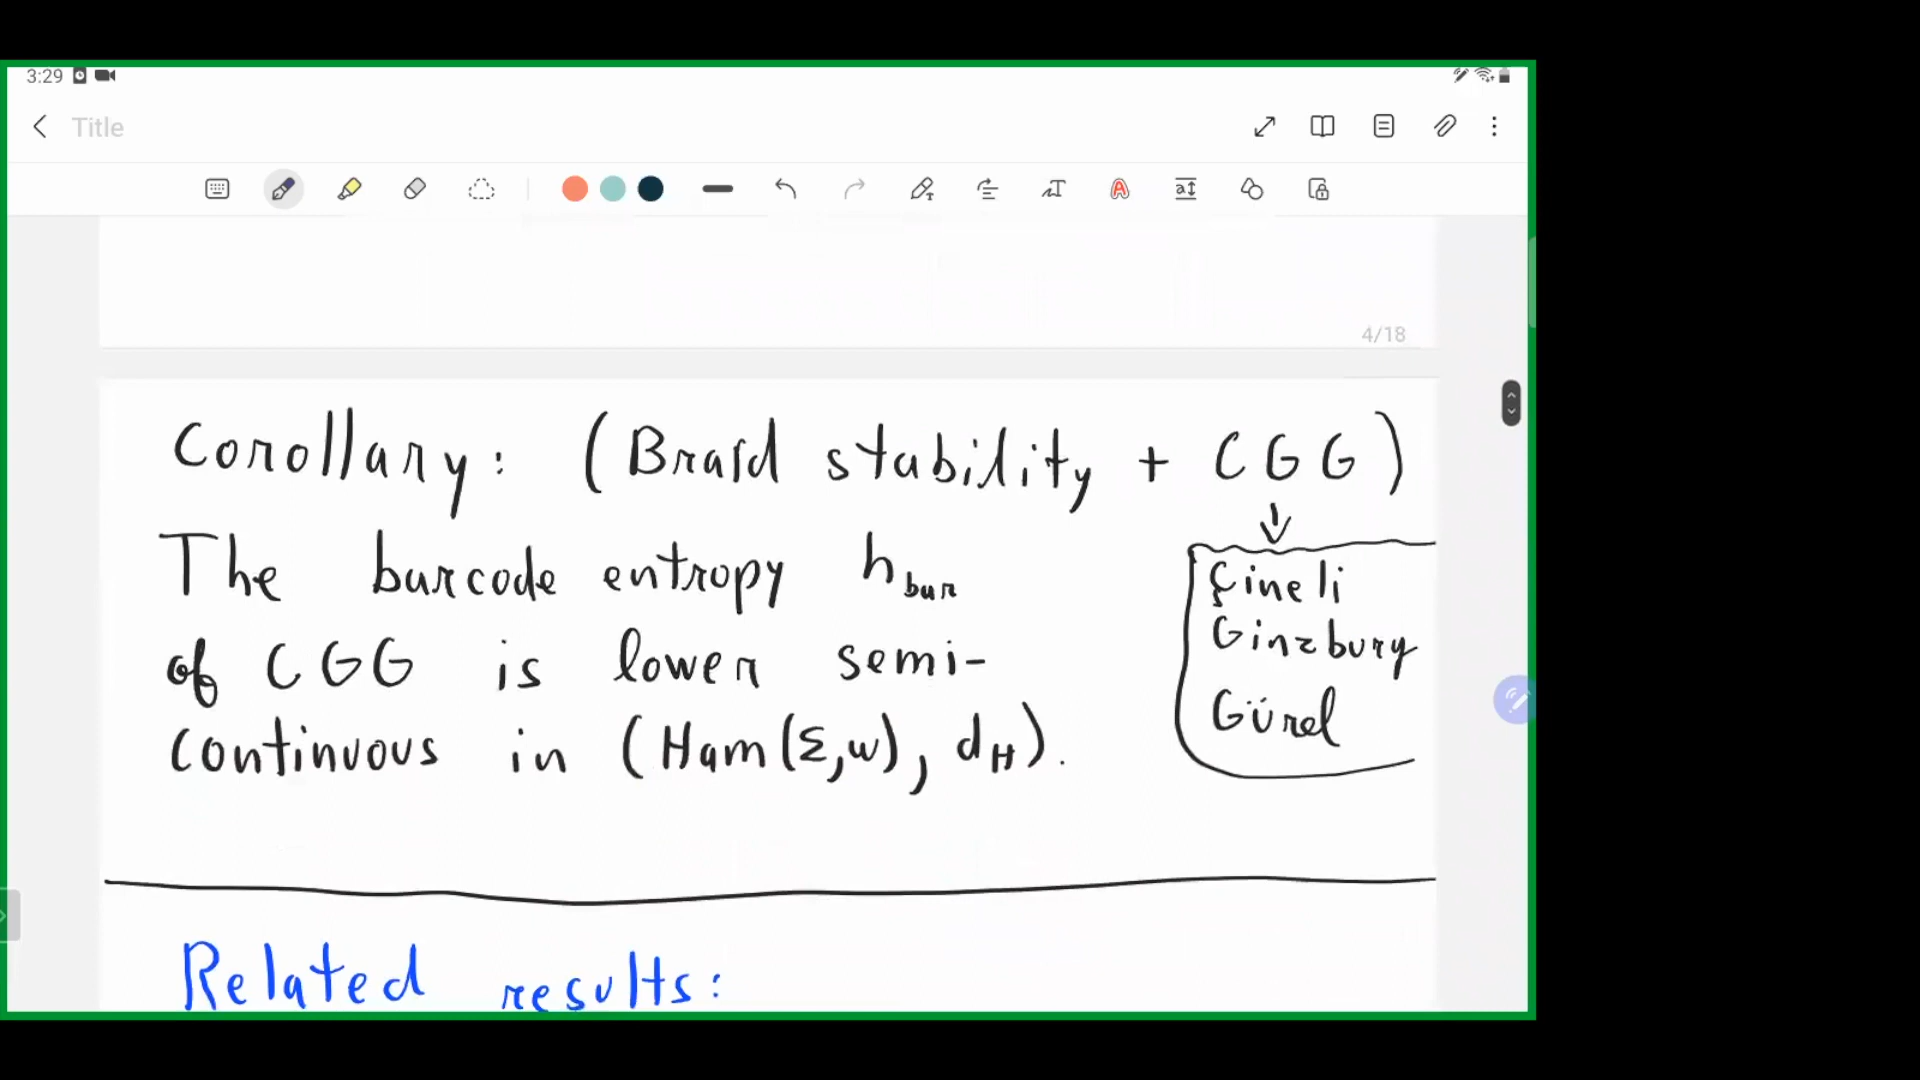 3:29
Title
4/18
Corollary: (Braid stability + CGG)
The barcode entropy h_bar
of CGG is lower semi-
continuous in (Ham(Σ,ω), d_H).
Çineli
Ginzburg
Gürel
Related results: